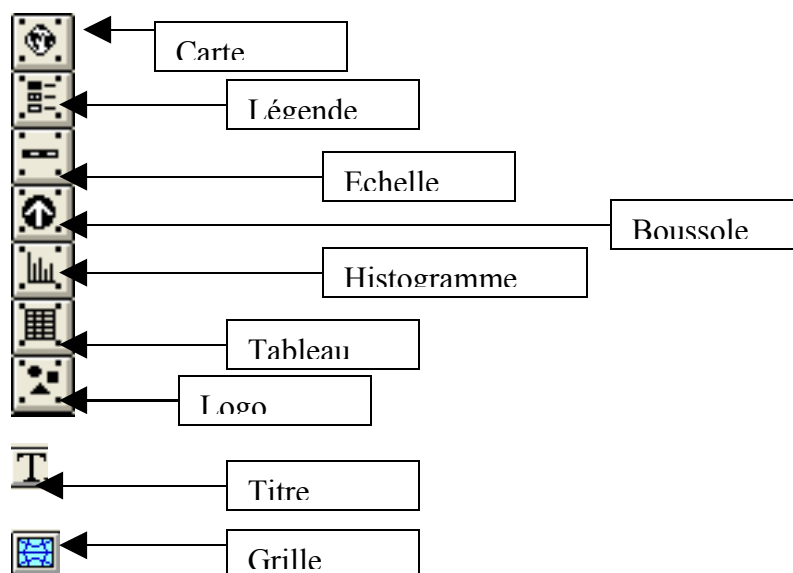 Carte
Légende
Echelle
Boussole
Histogramme
Tableau
Logo
T
Titre
Grille